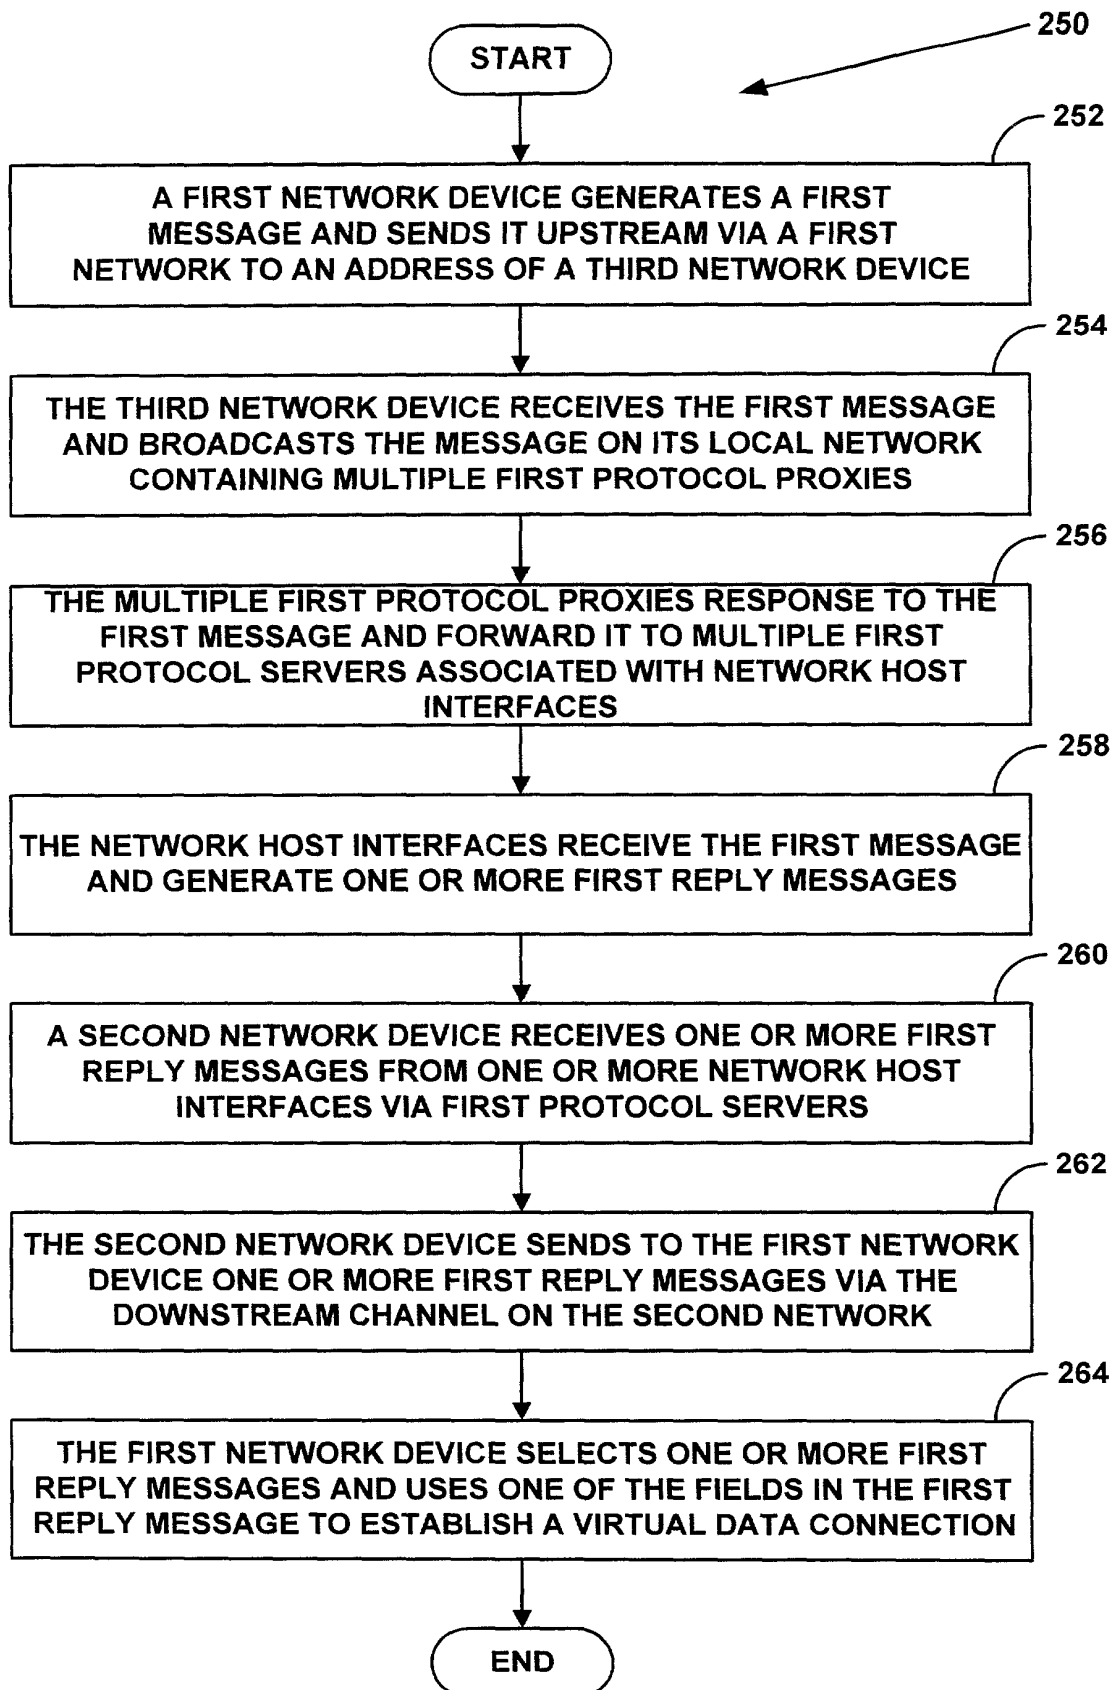 250
START
252
A FIRST NETWORK DEVICE GENERATES A FIRST
MESSAGE AND SENDS IT UPSTREAM VIA A FIRST
NETWORK TO AN ADDRESS OF A THIRD NETWORK DEVICE
254
THE THIRD NETWORK DEVICE RECEIVES THE FIRST MESSAGE
AND BROADCASTS THE MESSAGE ON ITS LOCAL NETWORK
CONTAINING MULTIPLE FIRST PROTOCOL PROXIES
256
THE MULTIPLE FIRST PROTOCOL PROXIES RESPONSE TO THE
FIRST MESSAGE AND FORWARD IT TO MULTIPLE FIRST
PROTOCOL SERVERS ASSOCIATED WITH NETWORK HOST
INTERFACES
258
THE NETWORK HOST INTERFACES RECEIVE THE FIRST MESSAGE
AND GENERATE ONE OR MORE FIRST REPLY MESSAGES
260
A SECOND NETWORK DEVICE RECEIVES ONE OR MORE FIRST
REPLY MESSAGES FROM ONE OR MORE NETWORK HOST
INTERFACES VIA FIRST PROTOCOL SERVERS
262
THE SECOND NETWORK DEVICE SENDS TO THE FIRST NETWORK
DEVICE ONE OR MORE FIRST REPLY MESSAGES VIA THE
DOWNSTREAM CHANNEL ON THE SECOND NETWORK
264
THE FIRST NETWORK DEVICE SELECTS ONE OR MORE FIRST
REPLY MESSAGES AND USES ONE OF THE FIELDS IN THE FIRST
REPLY MESSAGE TO ESTABLISH A VIRTUAL DATA CONNECTION
END